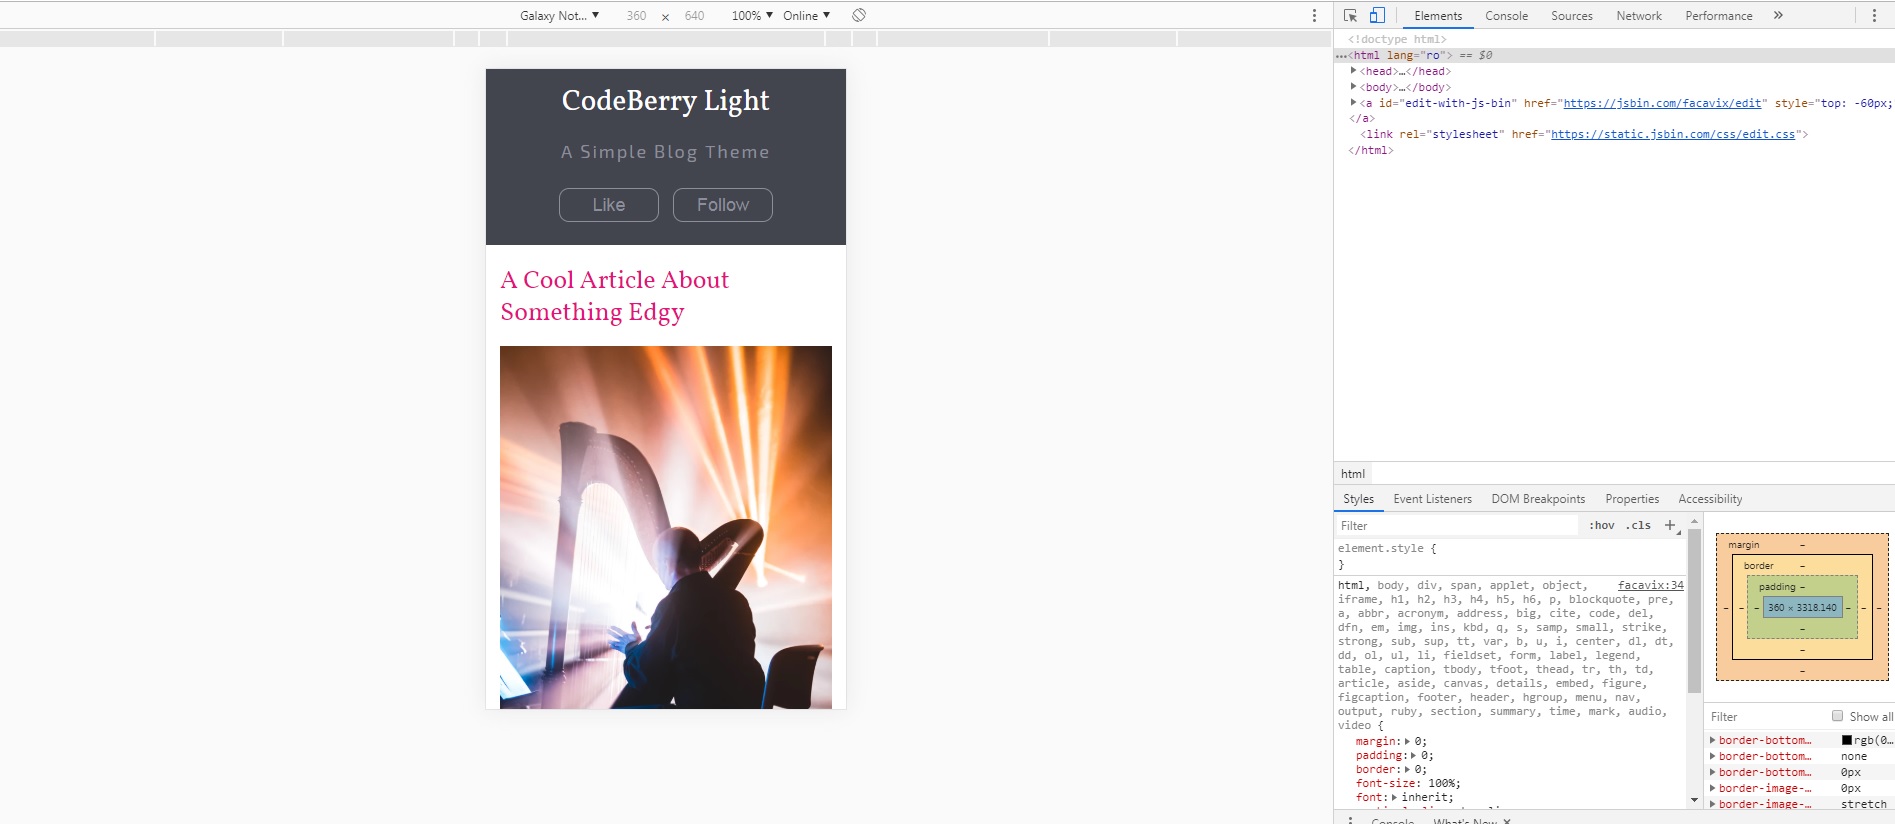 Galaxy Not... ▼ 360 × 640 100% ▼ Online ▼
CodeBerry Light
A Simple Blog Theme
Like Follow
A Cool Article About
Something Edgy
Elements Console Sources Network Performance »
<!doctype html>
...<html lang="ro"> == $0
▶<head>…</head>
▶<body>…</body>
▶<a id="edit-with-js-bin" href="https://jsbin.com/facavix/edit" style="top: -60px;
</a>
<link rel="stylesheet" href="https://static.jsbin.com/css/edit.css">
</html>
html
Styles Event Listeners DOM Breakpoints Properties Accessibility
Filter :hov .cls +
element.style {
}
html, body, div, span, applet, object, facavix:34
iframe, h1, h2, h3, h4, h5, h6, p, blockquote, pre,
a, abbr, acronym, address, big, cite, code, del,
dfn, em, img, ins, kbd, q, s, samp, small, strike,
strong, sub, sup, tt, var, b, u, i, center, dl, dt,
dd, ol, ul, li, fieldset, form, label, legend,
table, caption, tbody, tfoot, thead, tr, th, td,
article, aside, canvas, details, embed, figure,
figcaption, footer, header, hgroup, menu, nav,
output, ruby, section, summary, time, mark, audio,
video {
margin:▶ 0;
padding:▶ 0;
border:▶ 0;
font-size: 100%;
font:▶ inherit;
margin –
border –
padding –
– – – 360 × 3318.140 – – –
–
–
–
Filter Show all
▶ border-bottom… rgb(0…
▶ border-bottom… none
▶ border-bottom… 0px
▶ border-image-… 0px
▶ border-image-… stretch
Console What's New ×